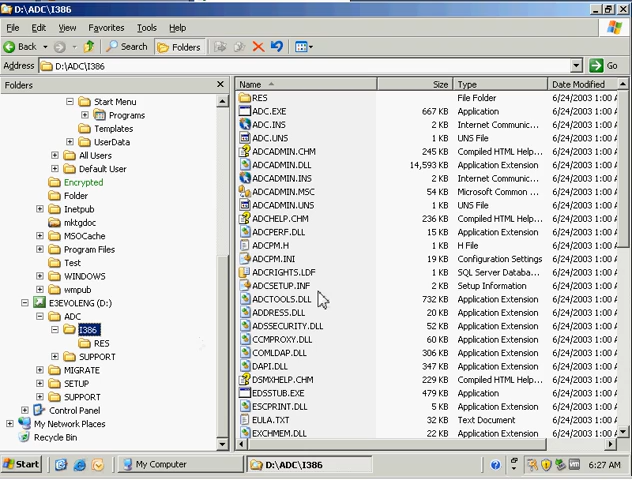 D:\ADC\I386
File Edit View Favorites Tools Help
Back Search Folders
Address D:\ADC\I386 Go
Folders
Start Menu
Programs
Templates
UserData
All Users
Default User
Encrypted
Folder
Inetpub
mktgdoc
MSOCache
Program Files
Test
WINDOWS
wmpub
E3EVOLENG (D:)
ADC
I386
RES
SUPPORT
MIGRATE
SETUP
SUPPORT
Control Panel
My Network Places
Recycle Bin
Name Size Type Date Modified
RES File Folder 6/24/2003 1:00 A
ADC.EXE 667 KB Application 6/24/2003 1:00 A
ADC.INS 2 KB Internet Communic... 6/24/2003 1:00 A
ADC.UNS 1 KB UNS File 6/24/2003 1:00 A
ADCADMIN.CHM 245 KB Compiled HTML Help... 6/24/2003 1:00 A
ADCADMIN.DLL 14,593 KB Application Extension 6/24/2003 1:00 A
ADCADMIN.INS 2 KB Internet Communic... 6/24/2003 1:00 A
ADCADMIN.MSC 54 KB Microsoft Common ... 6/24/2003 1:00 A
ADCADMIN.UNS 1 KB UNS File 6/24/2003 1:00 A
ADCHELP.CHM 236 KB Compiled HTML Help... 6/24/2003 1:00 A
ADCPERF.DLL 15 KB Application Extension 6/24/2003 1:00 A
ADCPM.H 1 KB H File 6/24/2003 1:00 A
ADCPM.INI 19 KB Configuration Settings 6/24/2003 1:00 A
ADCRIGHTS.LDF 1 KB SQL Server Databa... 6/24/2003 1:00 A
ADCSETUP.INF 2 KB Setup Information 6/24/2003 1:00 A
ADCTOOLS.DLL 732 KB Application Extension 6/24/2003 1:00 A
ADDRESS.DLL 20 KB Application Extension 6/24/2003 1:00 A
ADSSECURITY.DLL 52 KB Application Extension 6/24/2003 1:00 A
CCMPROXY.DLL 60 KB Application Extension 6/24/2003 1:00 A
COMLDAP.DLL 306 KB Application Extension 6/24/2003 1:00 A
DAPI.DLL 347 KB Application Extension 6/24/2003 1:00 A
DSMXHELP.CHM 229 KB Compiled HTML Help... 6/24/2003 1:00 A
EDSSTUB.EXE 479 KB Application 6/24/2003 1:00 A
ESCPRINT.DLL 5 KB Application Extension 6/24/2003 1:00 A
EULA.TXT 32 KB Text Document 6/24/2003 1:00 A
EXCHMEM.DLL 22 KB Application Extension 6/24/2003 1:00 A
Start My Computer D:\ADC\I386 6:27 AM